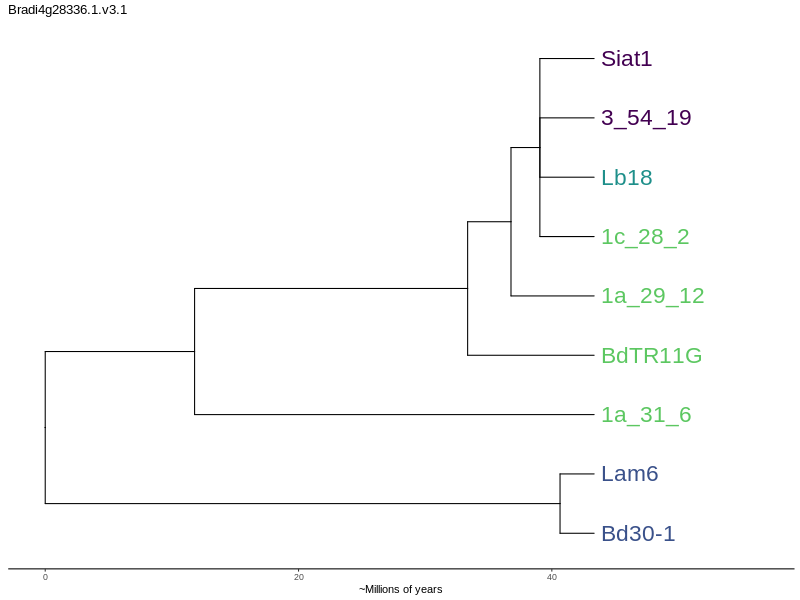 Bradi4g28336.1.v3.1
Siat1
3_54_19
Lb18
1c_28_2
1a_29_12
BdTR11G
1a_31_6
Lam6
Bd30-1
0 20 40
~Millions of years